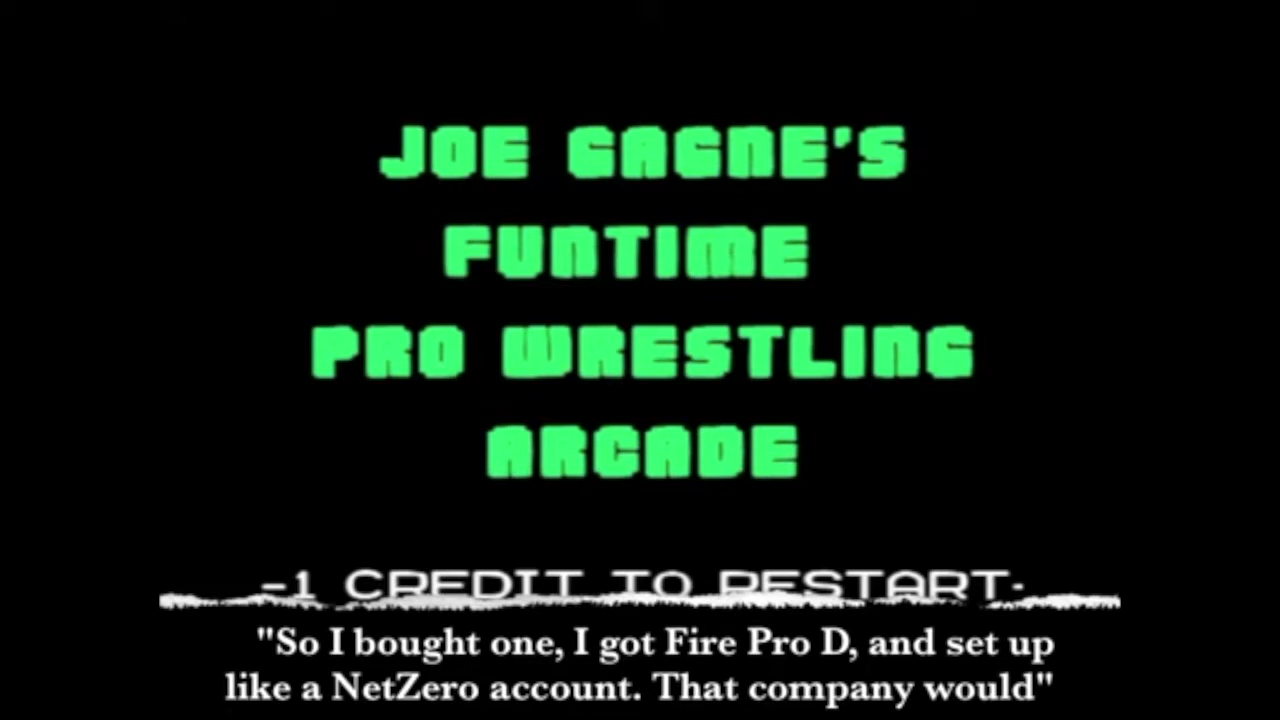 JOE GAGNE'S
FUNTIME
PRO WRESTLING
ARCADE
-1 CREDIT TO RESTART-
"So I bought one, I got Fire Pro D, and set up
like a NetZero account. That company would"